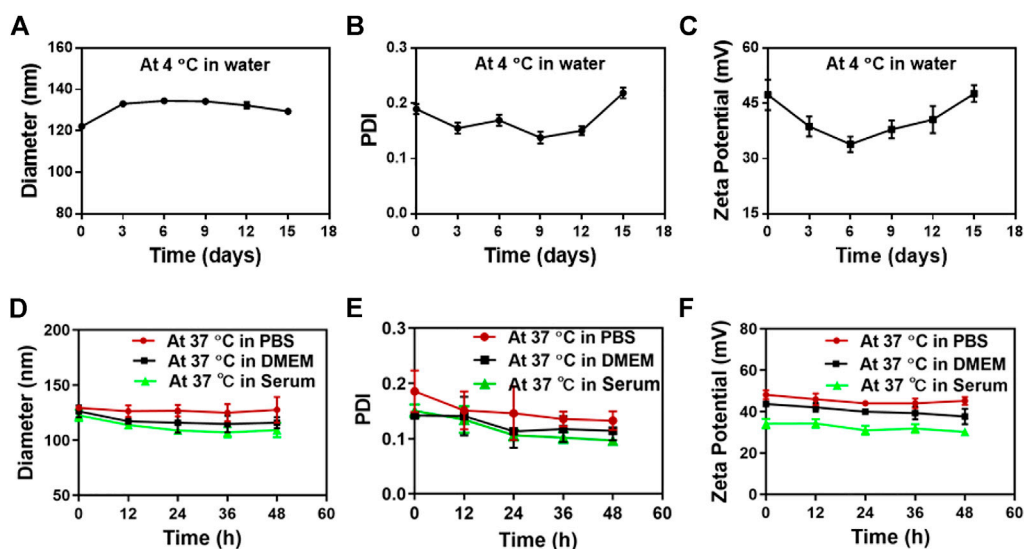 A
160
140
120
100
80
Diameter (nm)
At 4 °C in water
0 3 6 9 12 15 18
Time (days)
B
0.3
0.2
0.1
0.0
PDI
At 4 °C in water
0 3 6 9 12 15 18
Time (days)
C
60
45
30
15
Zeta Potential (mV)
At 4 °C in water
0 3 6 9 12 15 18
Time (days)
D
200
150
100
50
Diameter (nm)
At 37 °C in PBS
At 37 °C in DMEM
At 37 °C in Serum
0 12 24 36 48 60
Time (h)
E
0.3
0.2
0.1
0.0
PDI
At 37 °C in PBS
At 37 °C in DMEM
At 37 °C in Serum
0 12 24 36 48 60
Time (h)
F
80
60
40
20
0
Zeta Potential (mV)
At 37 °C in PBS
At 37 °C in DMEM
At 37 °C in Serum
0 12 24 36 48 60
Time (h)